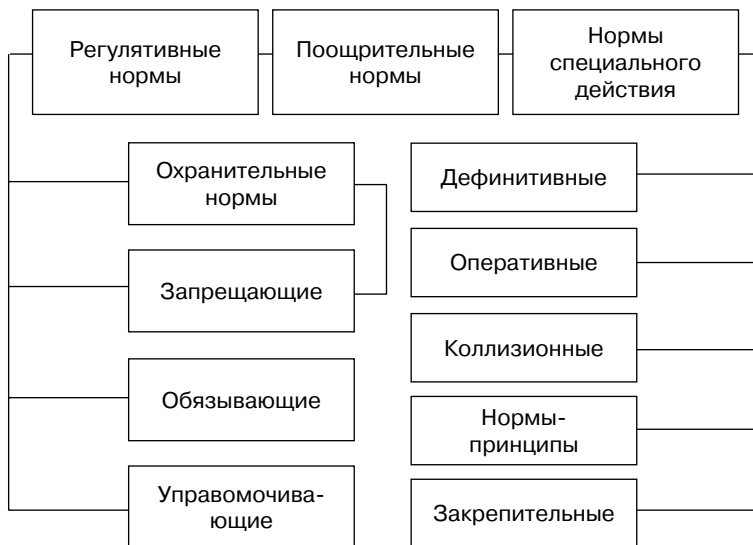 Регулятивные
нормы
Поощрительные
нормы
Нормы
специального
действия
Охранительные
нормы
Запрещающие
Обязывающие
Управомочива-
ющие
Дефинитивные
Оперативные
Коллизионные
Нормы-
принципы
Закрепительные